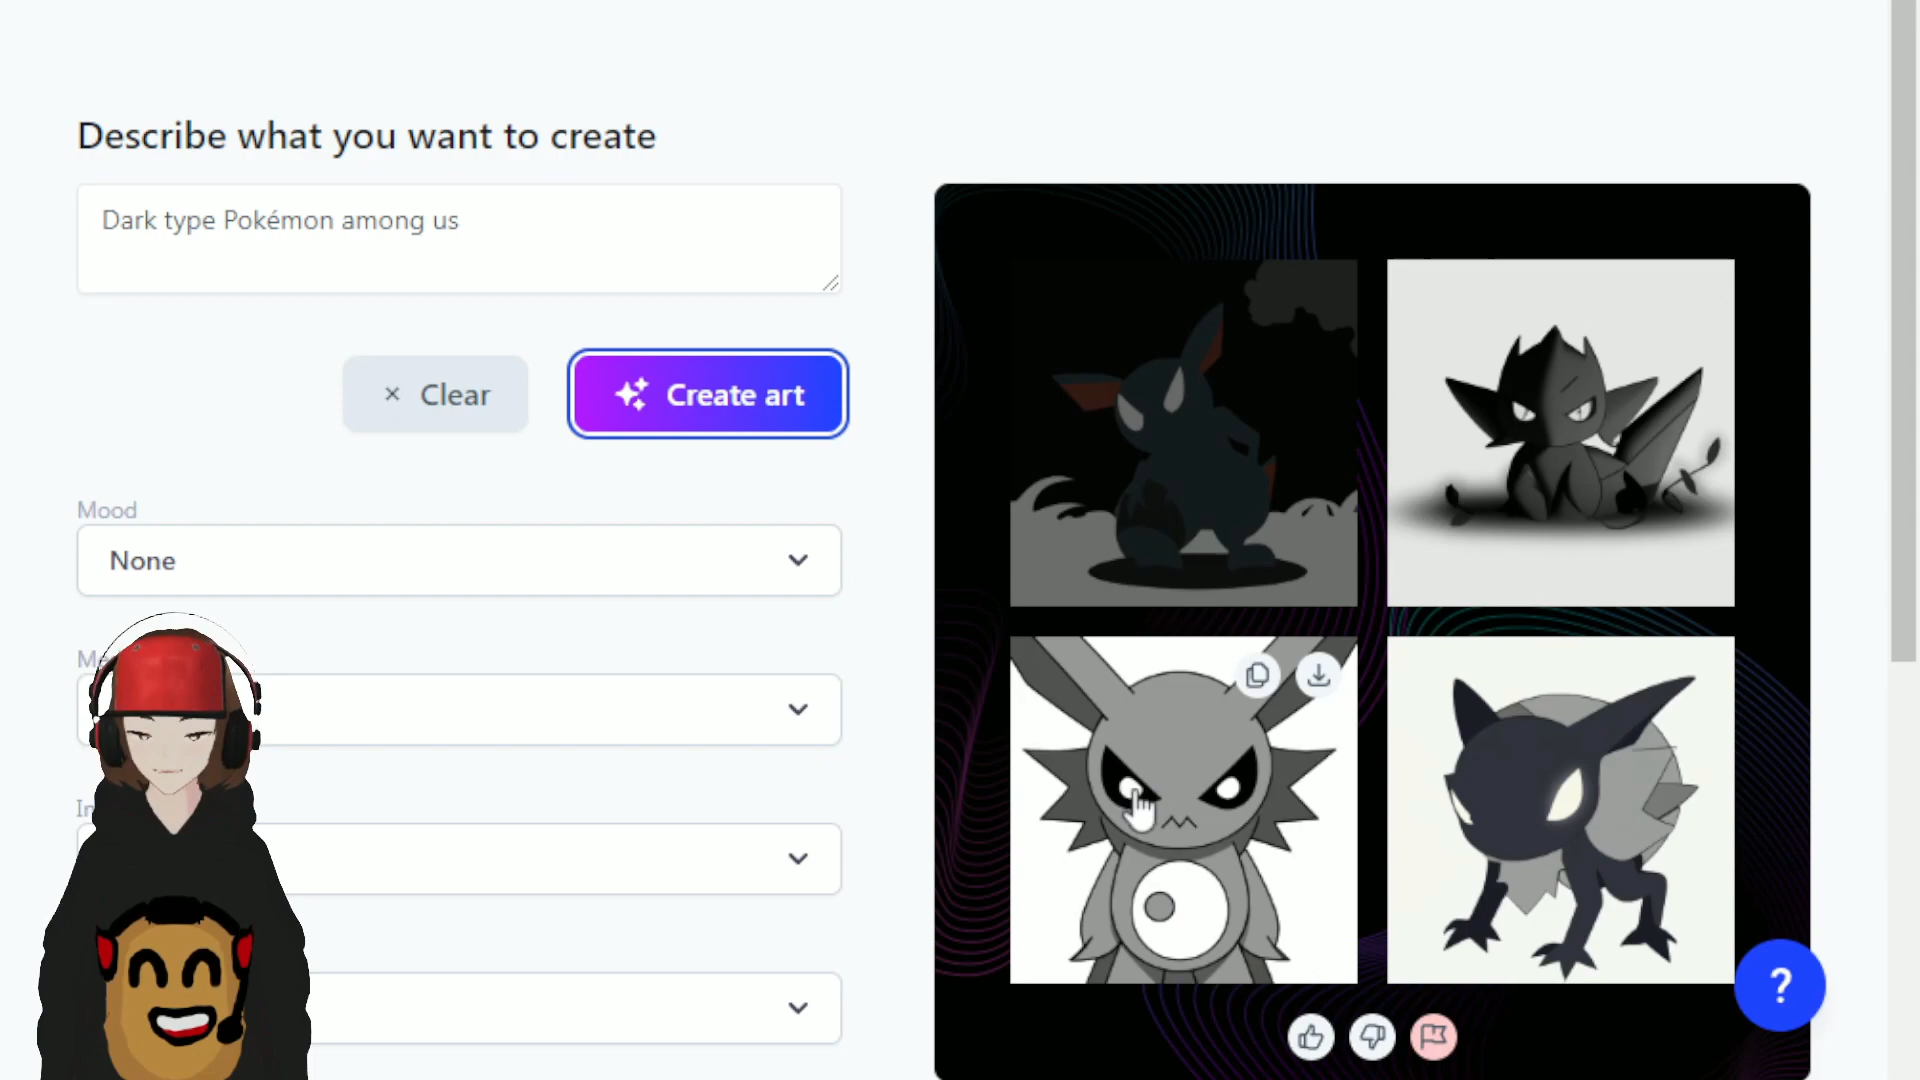 Describe what you want to create
Dark type Pokémon among us
× Clear
Create art
Mood
None
?